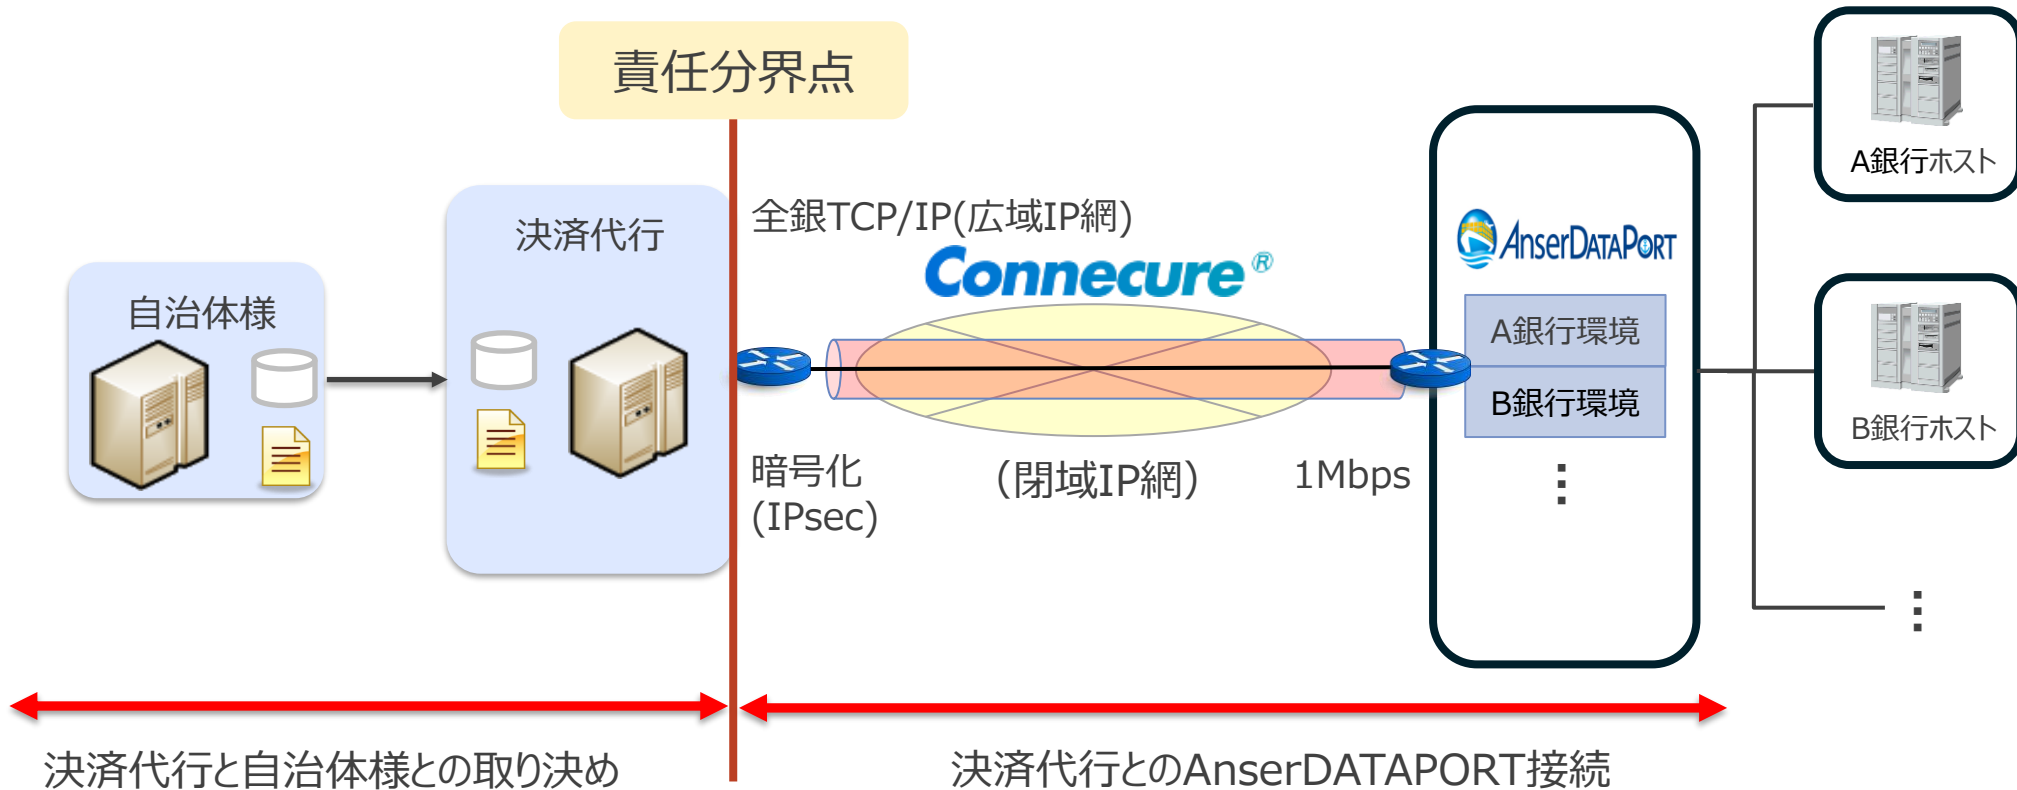 責任分界点
A銀行ホスト
決済代行
全銀TCP/IP(広域IP網)
AnserDATAPORT
Connecure®
自治体様
A銀行環境
B銀行環境
B銀行ホスト
暗号化
(IPsec)
(閉域IP網)
1Mbps
⋮
⋮
決済代行と自治体様との取り決め
決済代行とのAnserDATAPORT接続